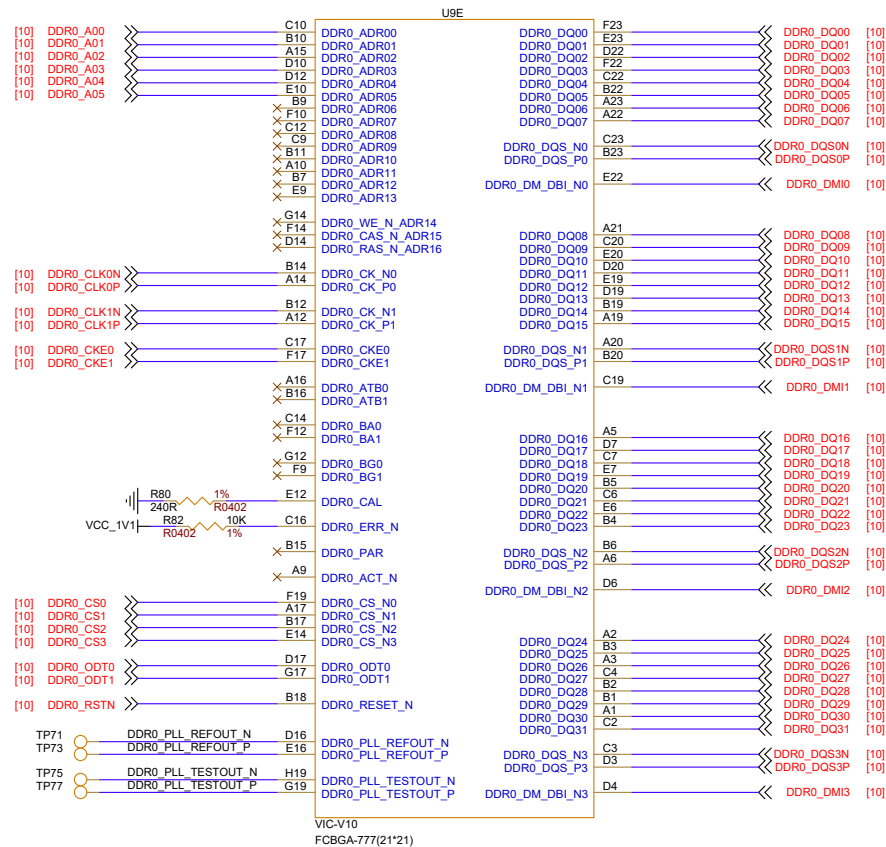 U9E
[10] DDR0_A00 C10 DDR0_ADR00 DDR0_DQ00 F23 DDR0_DQ00 [10]
[10] DDR0_A01 B10 DDR0_ADR01 DDR0_DQ01 E23 DDR0_DQ01 [10]
[10] DDR0_A02 A15 DDR0_ADR02 DDR0_DQ02 D22 DDR0_DQ02 [10]
[10] DDR0_A03 D10 DDR0_ADR03 DDR0_DQ03 F22 DDR0_DQ03 [10]
[10] DDR0_A04 D12 DDR0_ADR04 DDR0_DQ04 C22 DDR0_DQ04 [10]
[10] DDR0_A05 E10 DDR0_ADR05 DDR0_DQ05 B22 DDR0_DQ05 [10]
B9 DDR0_ADR06 DDR0_DQ06 A23 DDR0_DQ06 [10]
F10 DDR0_ADR07 DDR0_DQ07 A22 DDR0_DQ07 [10]
C12 DDR0_ADR08
C9 DDR0_ADR09 DDR0_DQS_N0 C23 DDR0_DQS0N [10]
B11 DDR0_ADR10 DDR0_DQS_P0 B23 DDR0_DQS0P [10]
A10 DDR0_ADR11
B7 DDR0_ADR12 DDR0_DM_DBI_N0 E22 DDR0_DMI0 [10]
E9 DDR0_ADR13
G14 DDR0_WE_N_ADR14
F14 DDR0_CAS_N_ADR15 DDR0_DQ08 A21 DDR0_DQ08 [10]
D14 DDR0_RAS_N_ADR16 DDR0_DQ09 C20 DDR0_DQ09 [10]
DDR0_DQ10 E20 DDR0_DQ10 [10]
[10] DDR0_CLK0N B14 DDR0_CK_N0 DDR0_DQ11 D20 DDR0_DQ11 [10]
[10] DDR0_CLK0P A14 DDR0_CK_P0 DDR0_DQ12 E19 DDR0_DQ12 [10]
DDR0_DQ13 D19 DDR0_DQ13 [10]
[10] DDR0_CLK1N B12 DDR0_CK_N1 DDR0_DQ14 B19 DDR0_DQ14 [10]
[10] DDR0_CLK1P A12 DDR0_CK_P1 DDR0_DQ15 A19 DDR0_DQ15 [10]
[10] DDR0_CKE0 C17 DDR0_CKE0 DDR0_DQS_N1 A20 DDR0_DQS1N [10]
[10] DDR0_CKE1 F17 DDR0_CKE1 DDR0_DQS_P1 B20 DDR0_DQS1P [10]
A16 DDR0_ATB0 DDR0_DM_DBI_N1 C19 DDR0_DMI1 [10]
B16 DDR0_ATB1
C14 DDR0_BA0
F12 DDR0_BA1 DDR0_DQ16 A5 DDR0_DQ16 [10]
DDR0_DQ17 D7 DDR0_DQ17 [10]
G12 DDR0_BG0 DDR0_DQ18 C7 DDR0_DQ18 [10]
F9 DDR0_BG1 DDR0_DQ19 E7 DDR0_DQ19 [10]
DDR0_DQ20 B5 DDR0_DQ20 [10]
R80 240R 1% R0402 E12 DDR0_CAL DDR0_DQ21 C6 DDR0_DQ21 [10]
DDR0_DQ22 E6 DDR0_DQ22 [10]
VCC_1V1 R82 R0402 10K 1% C16 DDR0_ERR_N DDR0_DQ23 B4 DDR0_DQ23 [10]
B15 DDR0_PAR DDR0_DQS_N2 B6 DDR0_DQS2N [10]
DDR0_DQS_P2 A6 DDR0_DQS2P [10]
A9 DDR0_ACT_N
DDR0_DM_DBI_N2 D6 DDR0_DMI2 [10]
[10] DDR0_CS0 F19 DDR0_CS_N0
[10] DDR0_CS1 A17 DDR0_CS_N1
[10] DDR0_CS2 B17 DDR0_CS_N2
[10] DDR0_CS3 E14 DDR0_CS_N3 DDR0_DQ24 A2 DDR0_DQ24 [10]
DDR0_DQ25 B3 DDR0_DQ25 [10]
[10] DDR0_ODT0 D17 DDR0_ODT0 DDR0_DQ26 A3 DDR0_DQ26 [10]
[10] DDR0_ODT1 G17 DDR0_ODT1 DDR0_DQ27 C4 DDR0_DQ27 [10]
DDR0_DQ28 B2 DDR0_DQ28 [10]
[10] DDR0_RSTN B18 DDR0_RESET_N DDR0_DQ29 B1 DDR0_DQ29 [10]
DDR0_DQ30 A1 DDR0_DQ30 [10]
DDR0_DQ31 C2 DDR0_DQ31 [10]
TP71 DDR0_PLL_REFOUT_N D16 DDR0_PLL_REFOUT_N
TP73 DDR0_PLL_REFOUT_P E16 DDR0_PLL_REFOUT_P DDR0_DQS_N3 C3 DDR0_DQS3N [10]
DDR0_DQS_P3 D3 DDR0_DQS3P [10]
TP75 DDR0_PLL_TESTOUT_N H19 DDR0_PLL_TESTOUT_N
TP77 DDR0_PLL_TESTOUT_P G19 DDR0_PLL_TESTOUT_P DDR0_DM_DBI_N3 D4 DDR0_DMI3 [10]
VIC-V10
FCBGA-777(21*21)